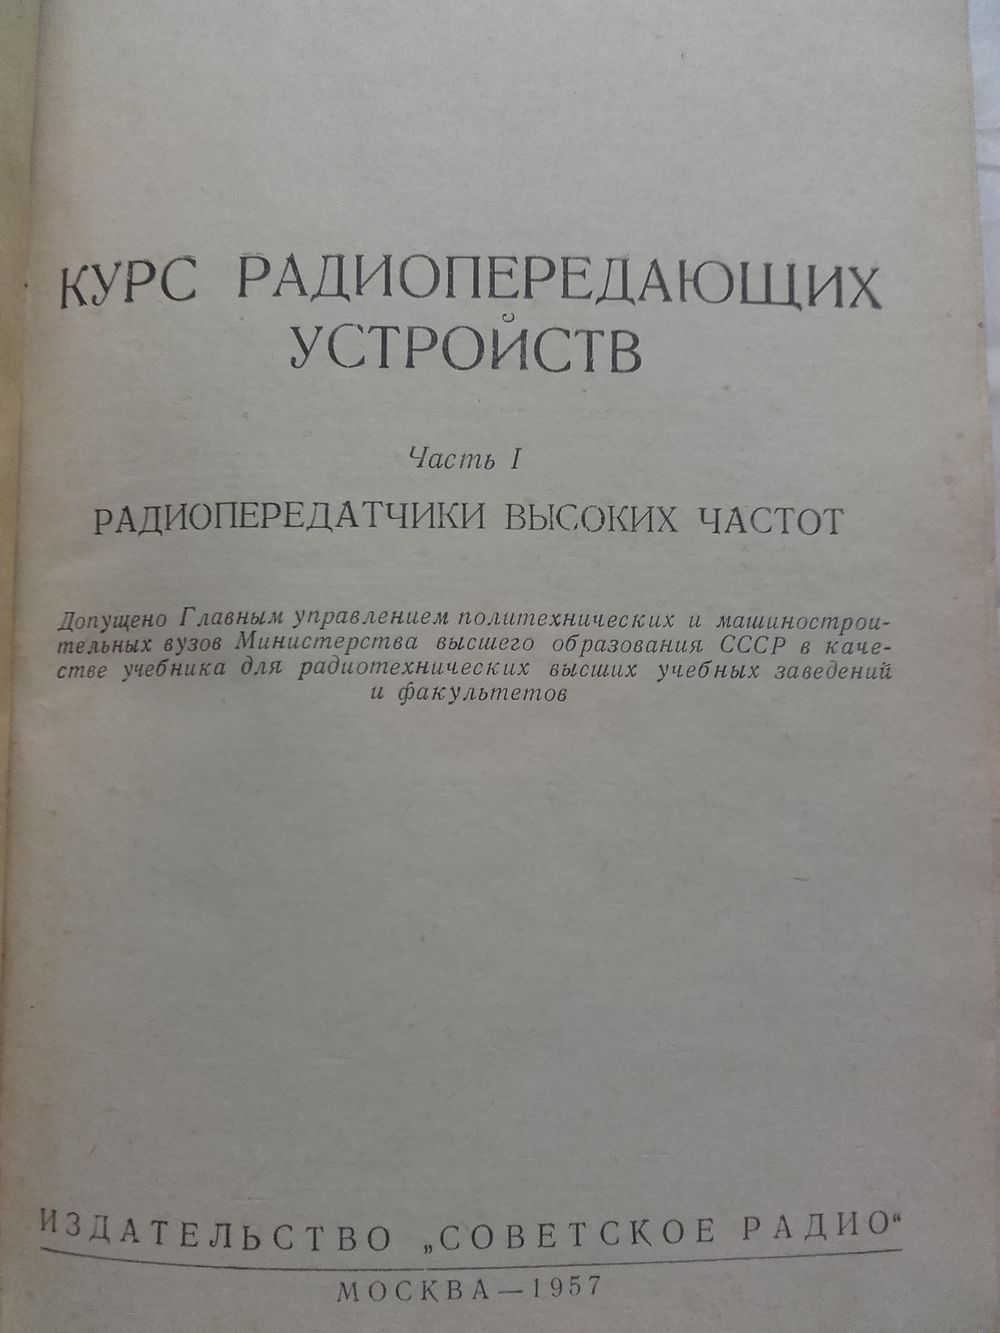 КУРС РАДИОПЕРЕДАЮЩИХ
УСТРОЙСТВ
Часть I
РАДИОПЕРЕДАТЧИКИ ВЫСОКИХ ЧАСТОТ
Допущено Главным управлением политехнических и машинострои-
тельных вузов Министерства высшего образования СССР в каче-
стве учебника для радиотехнических высших учебных заведений
и факультетов
ИЗДАТЕЛЬСТВО „СОВЕТСКОЕ РАДИО“
МОСКВА—1957